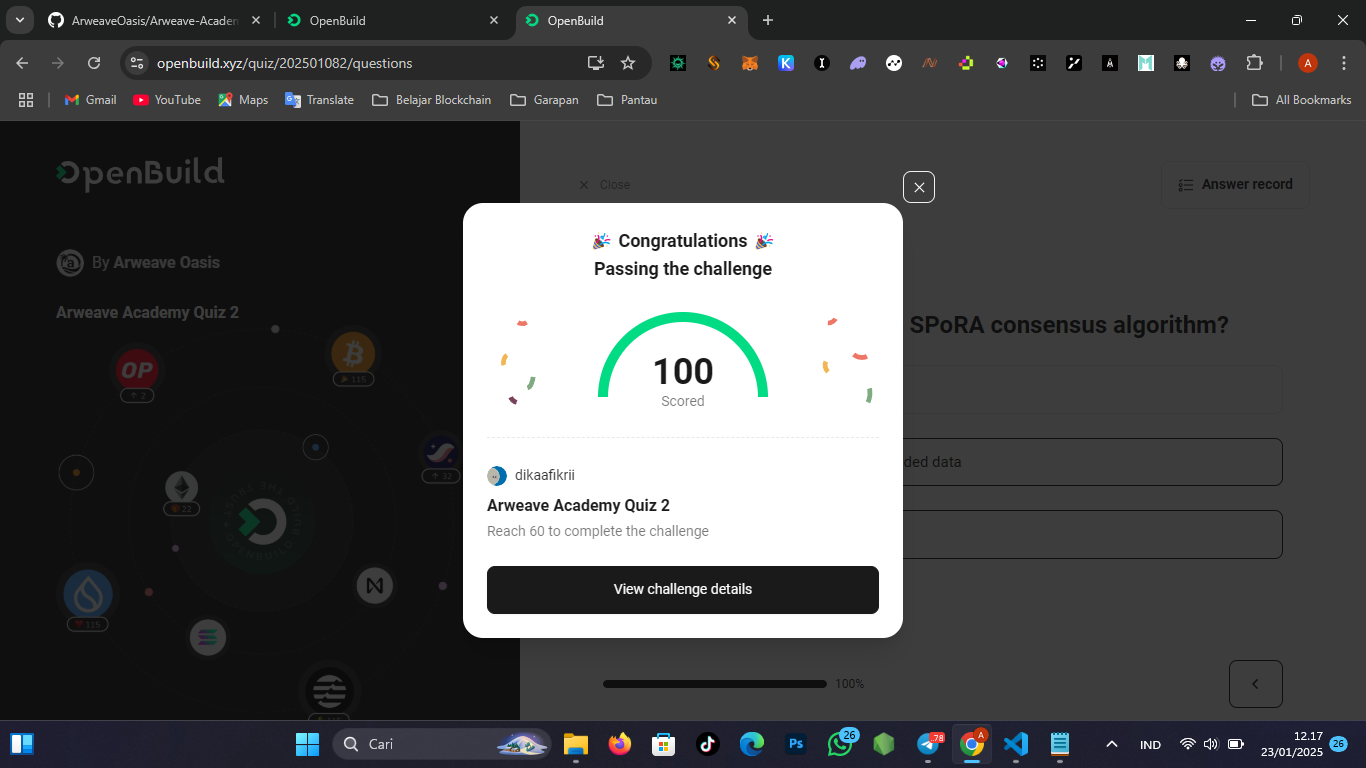 ArweaveOasis/Arweave-Academ
OpenBuild
OpenBuild
openbuild.xyz/quiz/202501082/questions
A
Gmail
YouTube
Maps
Translate
Belajar Blockchain
Garapan
Pantau
All Bookmarks
OpenBuild
By Arweave Oasis
Arweave Academy Quiz 2
OP
2
115
32
22
115
Close
Answer record
SPoRA consensus algorithm?
ded data
100%
Congratulations
Passing the challenge
100
Scored
dikaafikrii
Arweave Academy Quiz 2
Reach 60 to complete the challenge
View challenge details
Cari
Ps
26
78
A
IND
12.17
23/01/2025
26